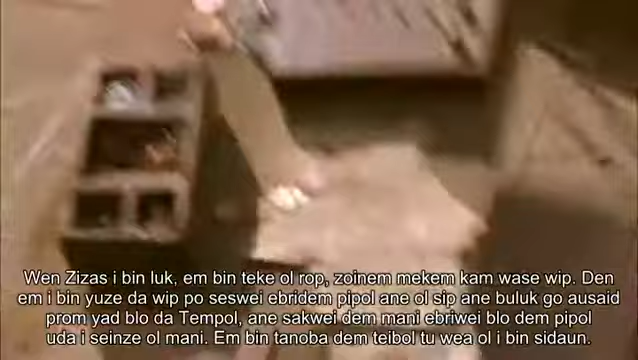 Wen Zizas i bin luk, em bin teke ol rop, zoinem mekem kam wase wip. Den
em i bin yuze da wip po seswei ebridem pipol ane ol sip ane buluk go ausaid
prom yad blo da Tempol, ane sakwei dem mani ebriwei blo dem pipol
uda i seinze ol mani. Em bin tanoba dem teibol tu wea ol i bin sidaun.